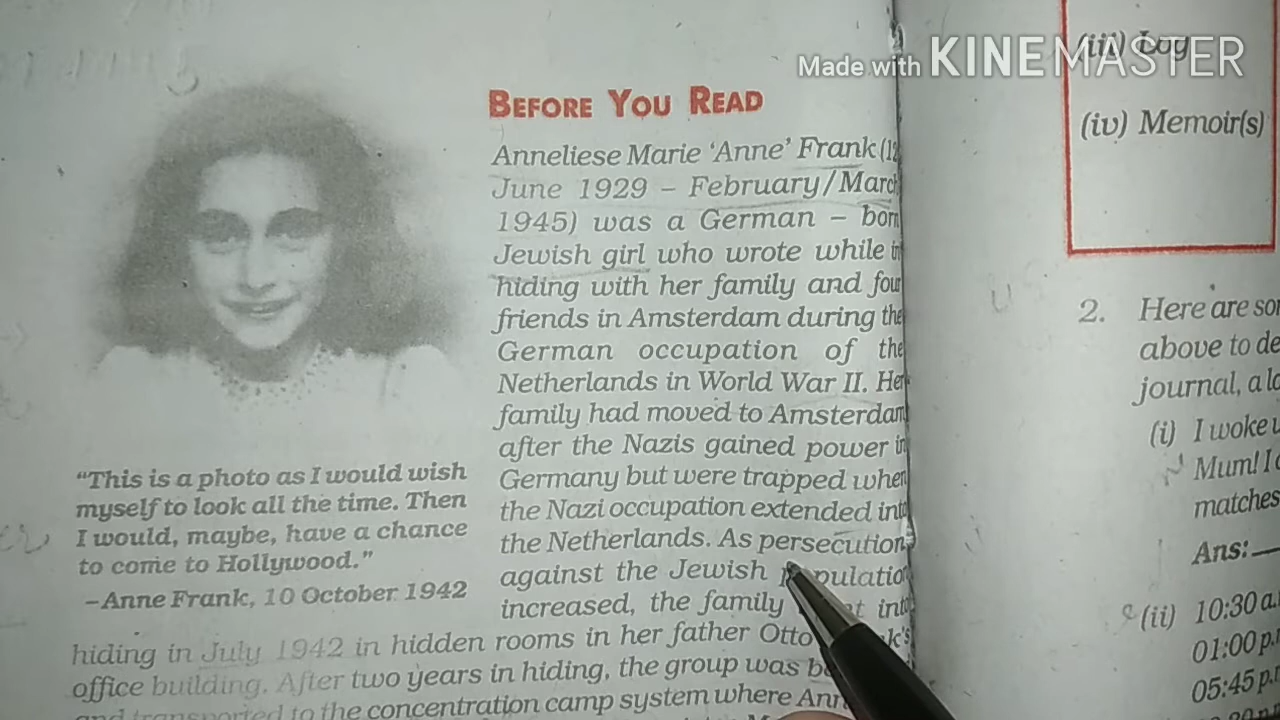 Made with KINEMASTER
BEFORE YOU READ
Anneliese Marie 'Anne' Frank (12
June 1929 – February/March
1945) was a German – born
Jewish girl who wrote while in
hiding with her family and four
friends in Amsterdam during the
German occupation of the
Netherlands in World War II. Her
family had moved to Amsterdam
after the Nazis gained power in
Germany but were trapped when
the Nazi occupation extended into
the Netherlands. As persecution
against the Jewish
increased, the family into
hiding in July 1942 in hidden rooms in her father Otto
office building. After two years in hiding, the group was
and transported to the concentration camp system where
"This is a photo as I would wish
myself to look all the time. Then
I would, maybe, have a chance
to come to Hollywood."
–Anne Frank, 10 October 1942
(iii) Log
(iv) Memoir(s)
2. Here are
above to
journal, a
(i) I woke
Mum! I
matches
Ans:
(ii) 10:30
01:00
05:45